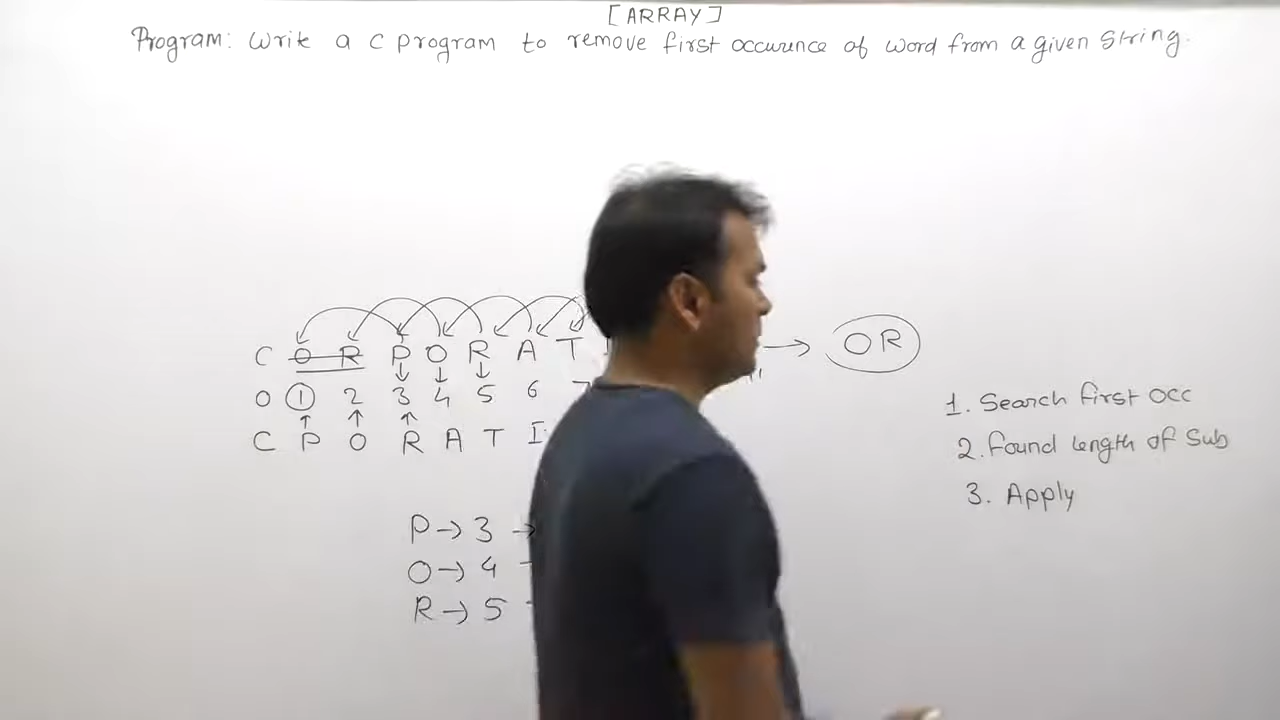 [ARRAY]
Program: Write a C program to remove first occurence of word from a given string.
C O R P O R A T
OR
0 1 2 3 4 5 6 7
C P O R A T I
1. Search first occ
2. found length of Sub
3. Apply
P→3→
O→4
R→5